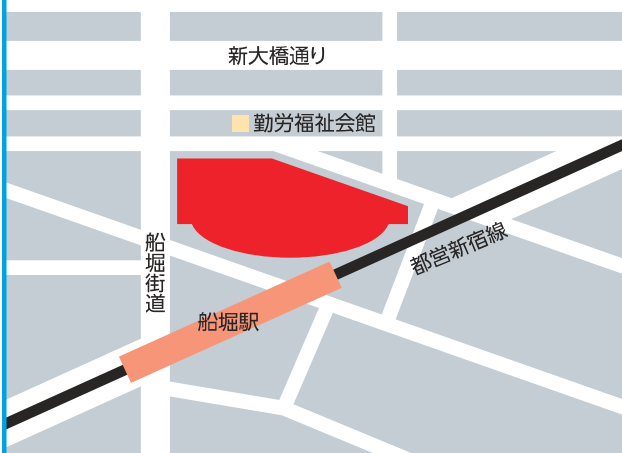 新大橋通り
勤労福祉会館
船堀街道
都営新宿線
船堀駅